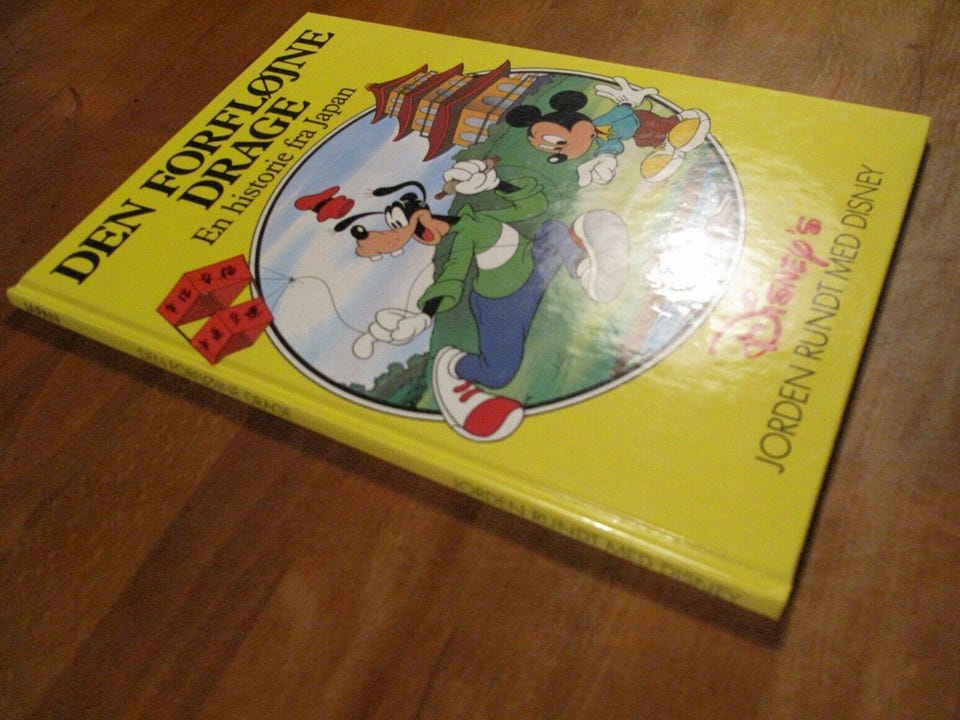 DEN FORFLØJNE
DRAGE
En historie fra Japan
Disney's
JORDEN RUNDT MED DISNEY
JAPAN
DEN FORFLØJNE DRAGE
JORDEN RUNDT MED DISNEY